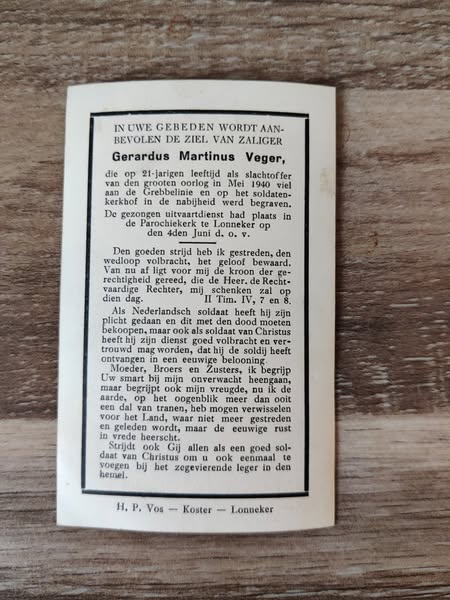 IN UWE GEBEDEN WORDT AAN-
BEVOLEN DE ZIEL VAN ZALIGER
Gerardus Martinus Veger,
die op 21-jarigen leeftijd als slachtoffer
van den grooten oorlog in Mei 1940 viel
aan de Grebbelinie en op het soldaten-
kerkhof in de nabijheid werd begraven.
De gezongen uitvaartdienst had plaats in
de Parochiekerk te Lonneker op
den 4den Juni d. o. v.
Den goeden strijd heb ik gestreden, den
wedloop volbracht, het geloof bewaard.
Van nu af ligt voor mij de kroon der ge-
rechtigheid gereed, die de Heer. de Recht-
vaardige Rechter, mij schenken zal op
dien dag. II Tim. IV, 7 en 8.
Als Nederlandsch soldaat heeft hij zijn
plicht gedaan en dit met den dood moeten
bekoopen, maar ook als soldaat van Christus
heeft hij zijn dienst goed volbracht en ver-
trouwd mag worden, dat hij de soldij heeft
ontvangen in een eeuwige belooning
Moeder, Broers en Zusters, ik begrijp
Uw smart bij mijn onverwacht heengaan,
maar begrijpt ook mijn vreugde, nu ik de
aarde, op het oogenblik meer dan ooit
een dal van tranen, heb mogen verwisselen
voor het Land, waar niet meer gestreden
en geleden wordt, maar de eeuwige rust
in vrede heerscht.
Strijdt ook Gij allen als een goed sol-
daat van Christus om u ook eenmaal te
voegen bij het zegevierende leger in den
hemel.
H. P. Vos — Koster — Lonneker